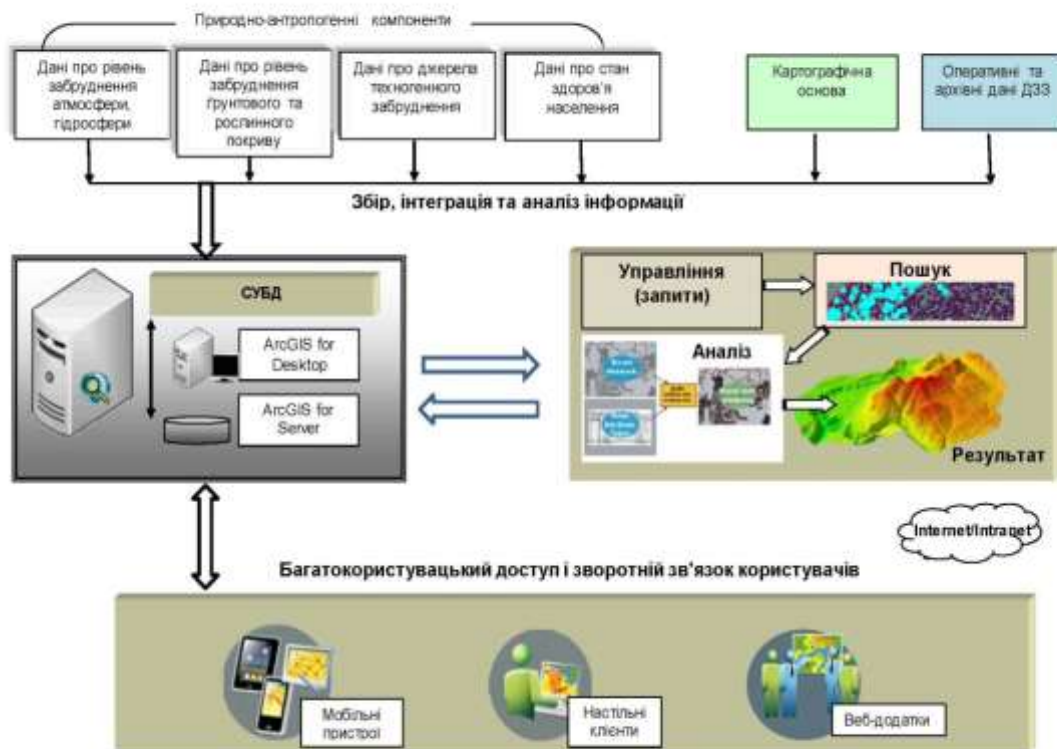 Природно-антропогенні компоненти
Дані про рівень
забруднення
атмосфери,
гідросфери
Дані про рівень
забруднення
ґрунтового та
рослинного
покриву
Дані про джерела
техногенного
забруднення
Дані про стан
здоров'я
населення
Картографічна
основа
Оперативні та
архівні дані ДЗЗ
Збір, інтеграція та аналіз інформації
СУБД
ArcGIS for
Desktop
ArcGIS for
Server
Управління
(запити)
Пошук
Аналіз
Результат
Internet/Intranet
Багатокористувацький доступ і зворотній зв'язок користувачів
Мобільні
пристрої
Настільні
клієнти
Веб-додатки